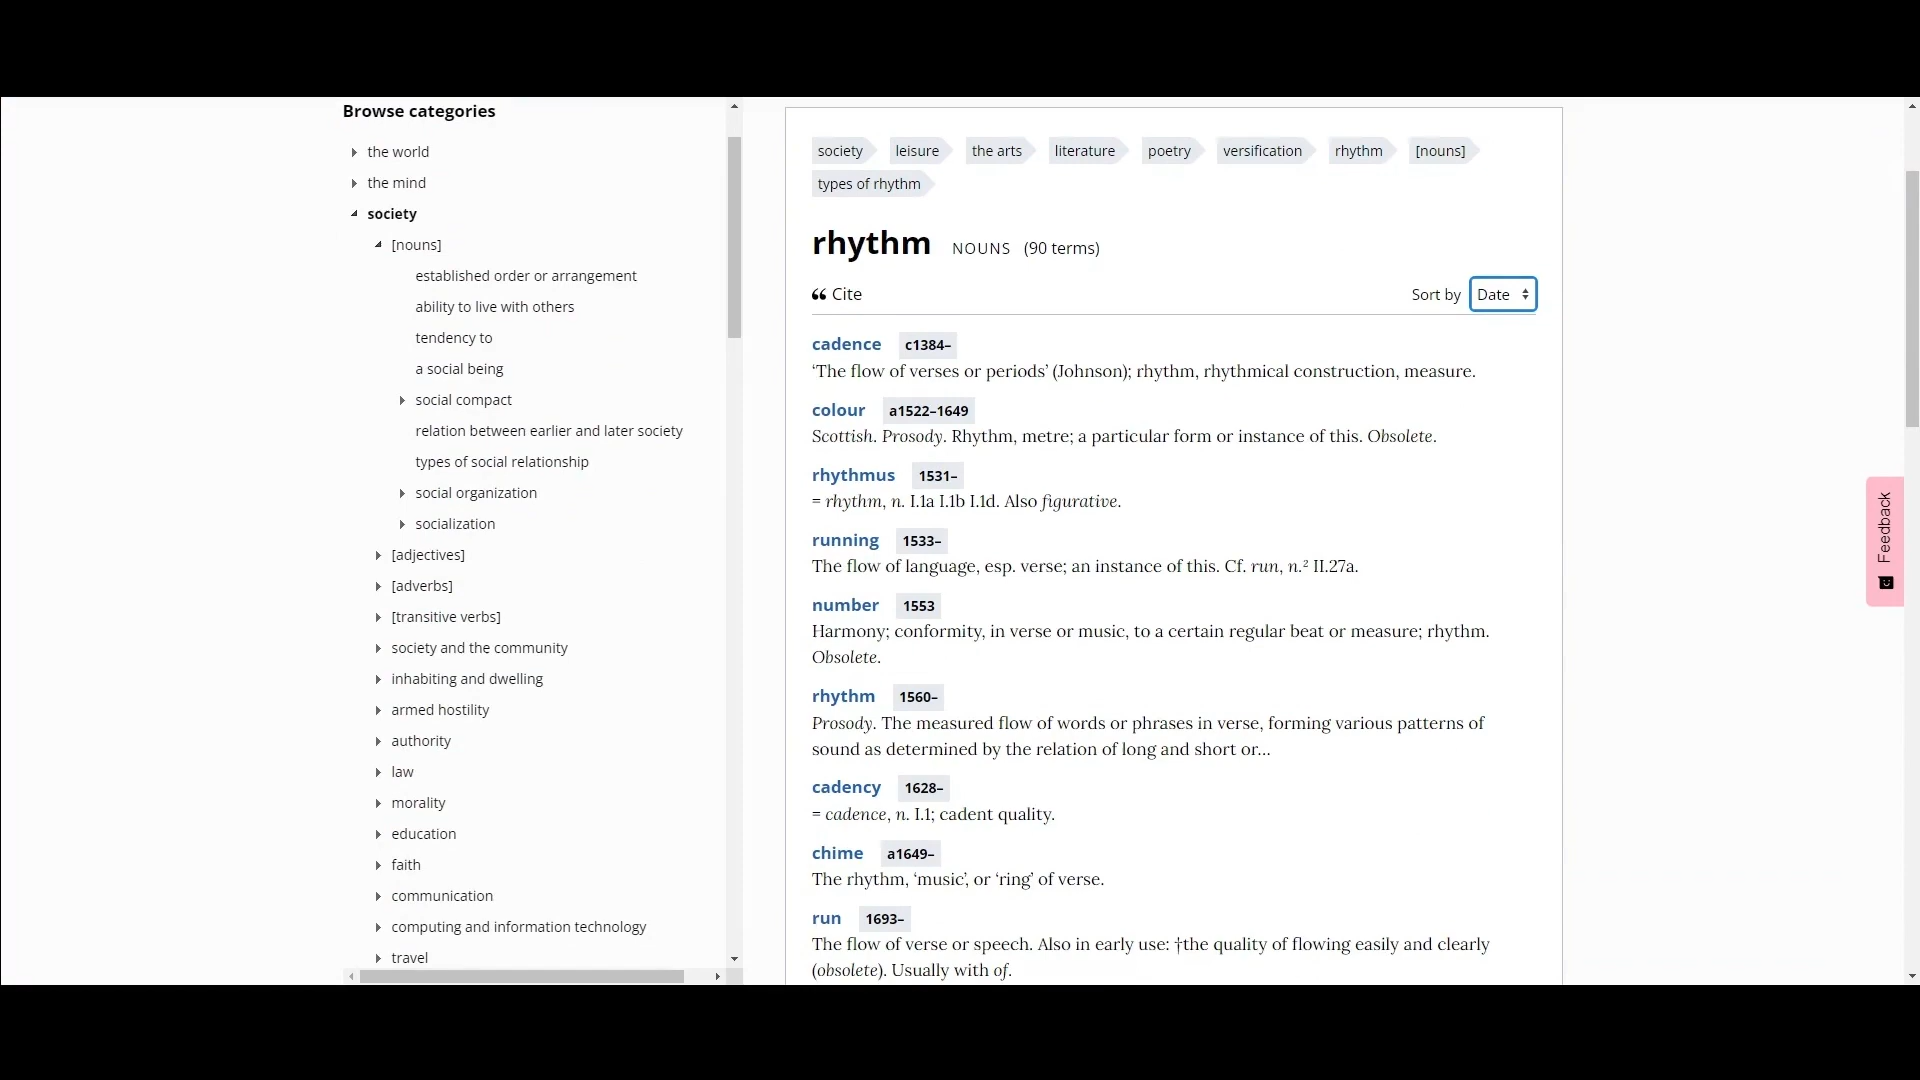 Browse categories
the world
the mind
society
[nouns]
established order or arrangement
ability to live with others
tendency to
a social being
social compact
relation between earlier and later society
types of social relationship
social organization
socialization
[adjectives]
[adverbs]
[transitive verbs]
society and the community
inhabiting and dwelling
armed hostility
authority
law
morality
education
faith
communication
computing and information technology
travel
society leisure the arts literature poetry versification rhythm [nouns]
types of rhythm
rhythm NOUNS (90 terms)
“ Cite Sort by Date
cadence c1384–
‘The flow of verses or periods’ (Johnson); rhythm, rhythmical construction, measure.
colour a1522–1649
Scottish. Prosody. Rhythm, metre; a particular form or instance of this. Obsolete.
rhythmus 1531–
= rhythm, n. I.1a I.1b I.1d. Also figurative.
running 1533–
The flow of language, esp. verse; an instance of this. Cf. run, n.² II.27a.
number 1553
Harmony; conformity, in verse or music, to a certain regular beat or measure; rhythm.
Obsolete.
rhythm 1560–
Prosody. The measured flow of words or phrases in verse, forming various patterns of
sound as determined by the relation of long and short or…
cadency 1628–
= cadence, n. I.1; cadent quality.
chime a1649–
The rhythm, ‘music’, or ‘ring’ of verse.
run 1693–
The flow of verse or speech. Also in early use: †the quality of flowing easily and clearly
(obsolete). Usually with of.
Feedback